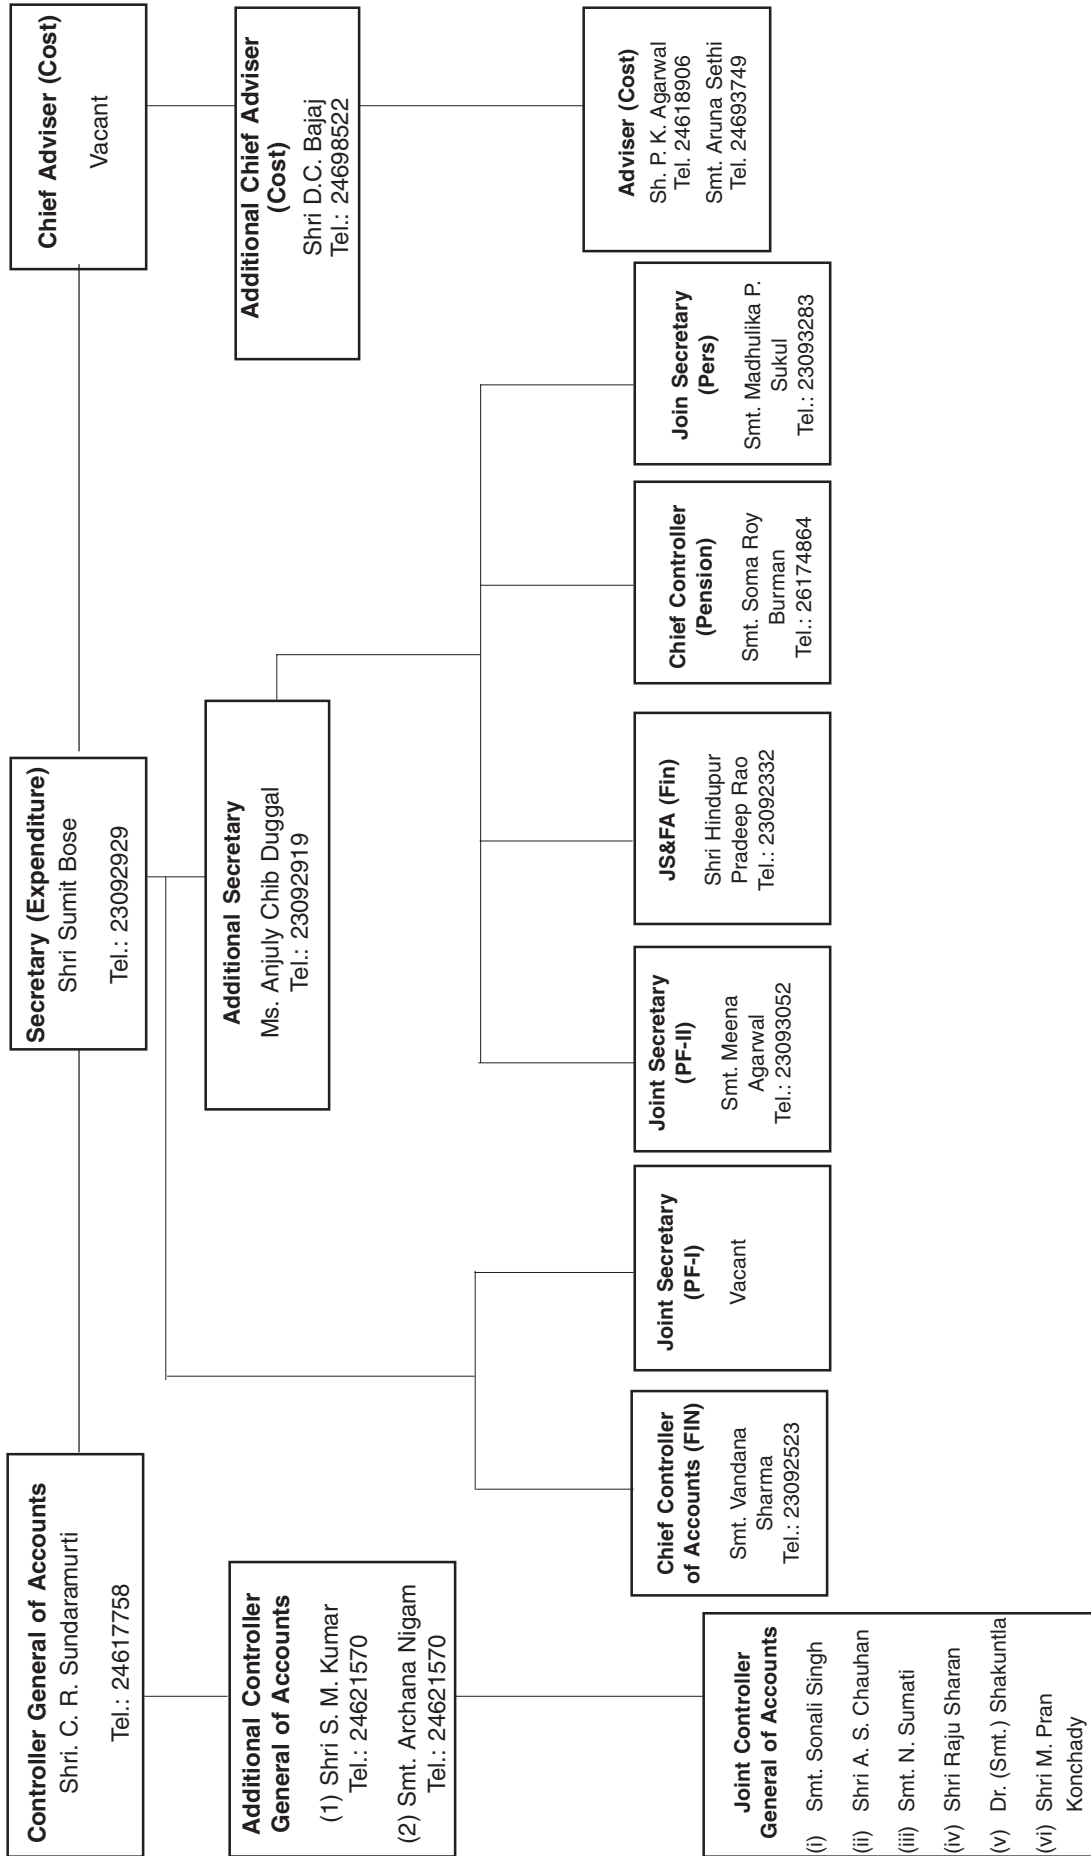 Controller General of Accounts
Shri. C. R. Sundaramurti
Tel.: 24617758
Secretary (Expenditure)
Shri Sumit Bose
Tel.: 23092929
Chief Adviser (Cost)
Vacant
Additional Controller
General of Accounts
(1) Shri S. M. Kumar
Tel.: 24621570
(2) Smt. Archana Nigam
Tel.: 24621570
Additional Secretary
Ms. Anjuly Chib Duggal
Tel.: 23092919
Additional Chief Adviser
(Cost)
Shri D.C. Bajaj
Tel.: 24698522
Joint Controller
General of Accounts
(i) Smt. Sonali Singh
(ii) Shri A. S. Chauhan
(iii) Smt. N. Sumati
(iv) Shri Raju Sharan
(v) Dr. (Smt.) Shakuntla
(vi) Shri M. Pran
Konchady
Chief Controller
of Accounts (FIN)
Smt. Vandana
Sharma
Tel.: 23092523
Joint Secretary
(PF-I)
Vacant
Joint Secretary
(PF-II)
Smt. Meena
Agarwal
Tel.: 23093052
JS&FA (Fin)
Shri Hindupur
Pradeep Rao
Tel.: 23092332
Chief Controller
(Pension)
Smt. Soma Roy
Burman
Tel.: 26174864
Join Secretary
(Pers)
Smt. Madhulika P.
Sukul
Tel.: 23093283
Adviser (Cost)
Sh. P. K. Agarwal
Tel. 24618906
Smt. Aruna Sethi
Tel. 24693749